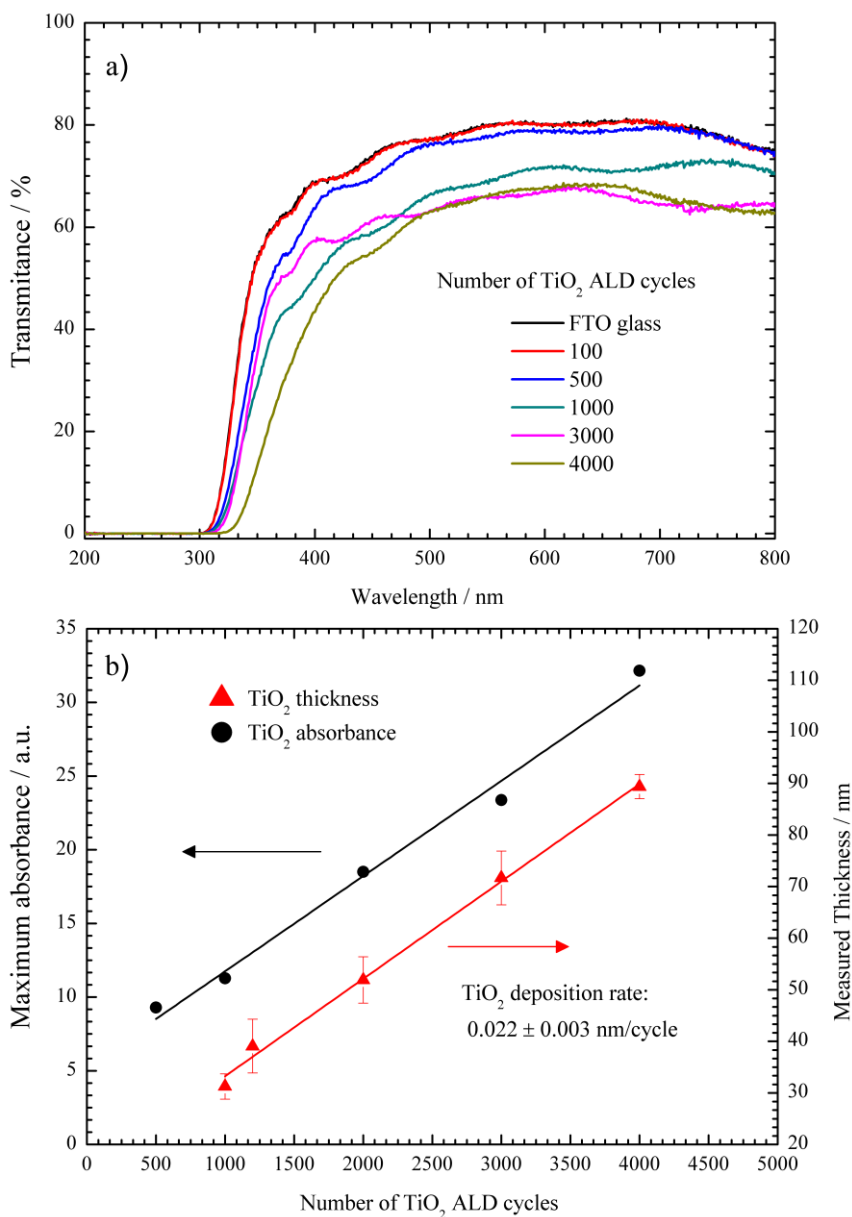 a)
Transmitance / %
100
80
60
40
20
0
Number of TiO₂ ALD cycles
FTO glass
100
500
1000
3000
4000
200 300 400 500 600 700 800
Wavelength / nm
b)
Maximum absorbance / a.u.
35
30
25
20
15
10
5
0
TiO₂ thickness
TiO₂ absorbance
TiO₂ deposition rate:
0.022 ± 0.003 nm/cycle
120
110
100
90
80
70
60
50
40
30
20
Measured Thickness / nm
0 500 1000 1500 2000 2500 3000 3500 4000 4500 5000
Number of TiO₂ ALD cycles